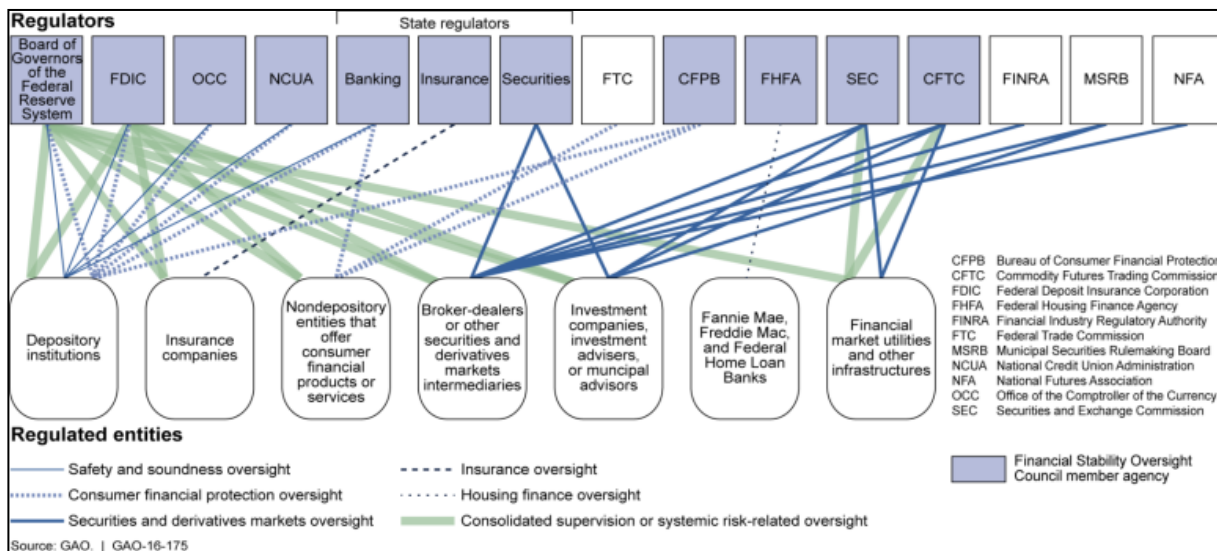 Regulators
State regulators
Board of
Governors
of the
Federal
Reserve
System
FDIC
OCC
NCUA
Banking
Insurance
Securities
FTC
CFPB
FHFA
SEC
CFTC
FINRA
MSRB
NFA
Depository
institutions
Insurance
companies
Nondepository
entities that
offer
consumer
financial
products or
services
Broker-dealers
or other
securities and
derivatives
markets
intermediaries
Investment
companies,
investment
advisers,
or muncipal
advisors
Fannie Mae,
Freddie Mac,
and Federal
Home Loan
Banks
Financial
market utilities
and other
infrastructures
CFPB Bureau of Consumer Financial Protection
CFTC Commodity Futures Trading Commission
FDIC Federal Deposit Insurance Corporation
FHFA Federal Housing Finance Agency
FINRA Financial Industry Regulatory Authority
FTC Federal Trade Commission
MSRB Municipal Securities Rulemaking Board
NCUA National Credit Union Administration
NFA National Futures Association
OCC Office of the Comptroller of the Currency
SEC Securities and Exchange Commission
Regulated entities
Safety and soundness oversight
Consumer financial protection oversight
Securities and derivatives markets oversight
Insurance oversight
Housing finance oversight
Consolidated supervision or systemic risk-related oversight
Financial Stability Oversight
Council member agency
Source: GAO. | GAO-16-175